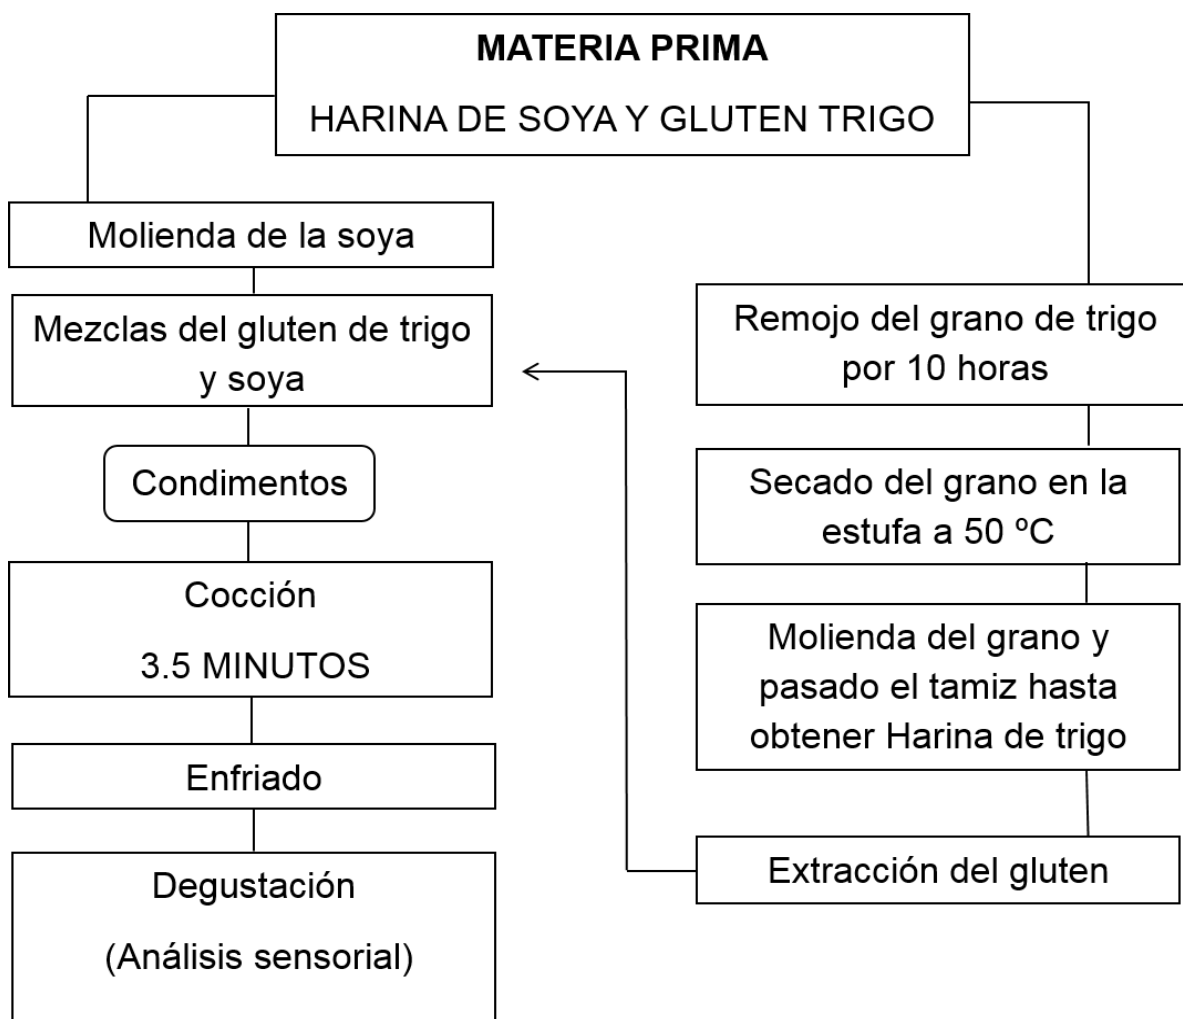 MATERIA PRIMA
HARINA DE SOYA Y GLUTEN TRIGO
Molienda de la soya
Mezclas del gluten de trigo
y soya
Condimentos
Cocción
3.5 MINUTOS
Enfriado
Degustación
(Análisis sensorial)
Remojo del grano de trigo
por 10 horas
Secado del grano en la
estufa a 50 ºC
Molienda del grano y
pasado el tamiz hasta
obtener Harina de trigo
Extracción del gluten